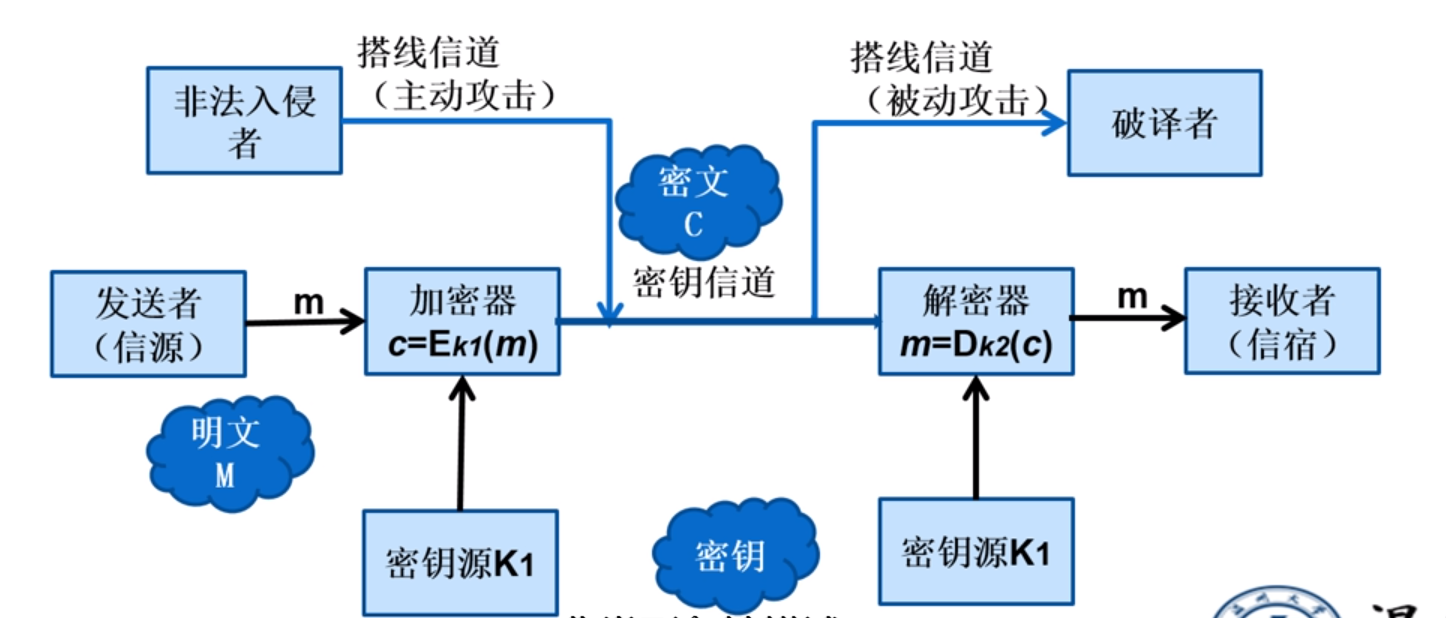 搭线信道
（主动攻击）
搭线信道
（被动攻击）
非法入侵
者
破译者
密文
C
密钥信道
发送者
（信源）
m
加密器
c=Ek1(m)
解密器
m=Dk2(c)
m
接收者
（信宿）
明文
M
密钥源K1
密钥
密钥源K1